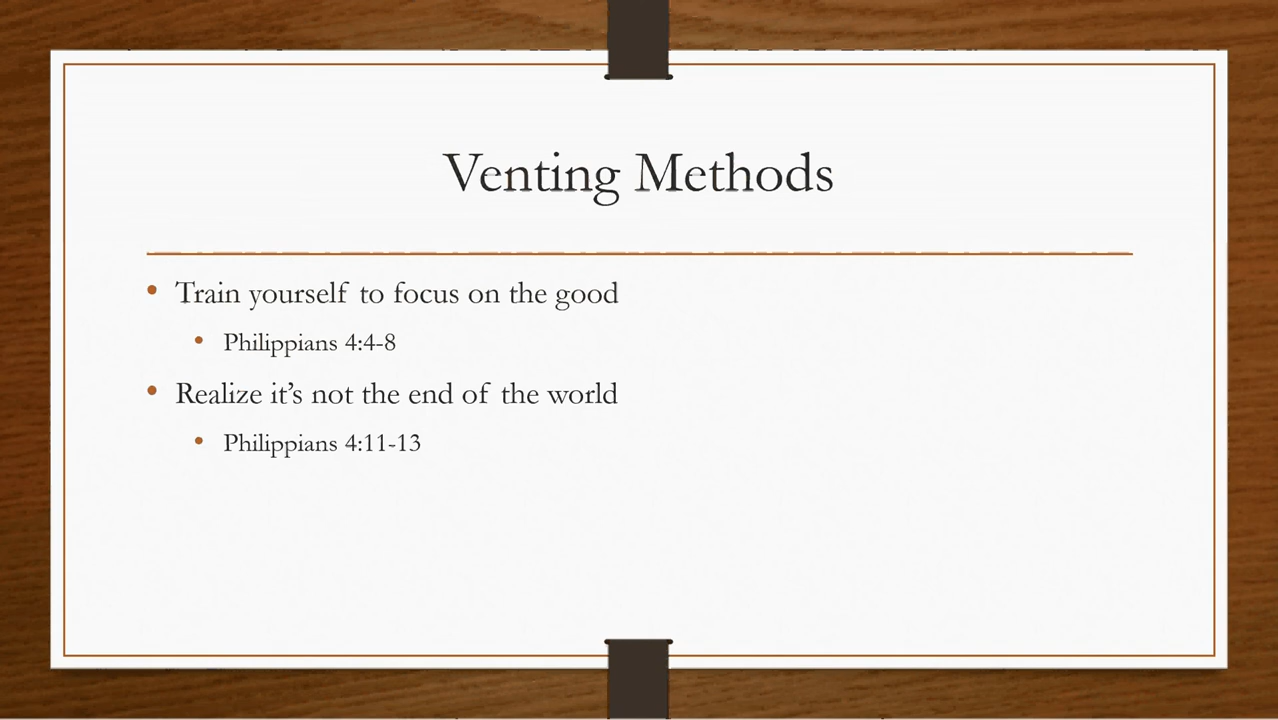 Venting Methods
• Train yourself to focus on the good
• Philippians 4:4-8
• Realize it's not the end of the world
• Philippians 4:11-13